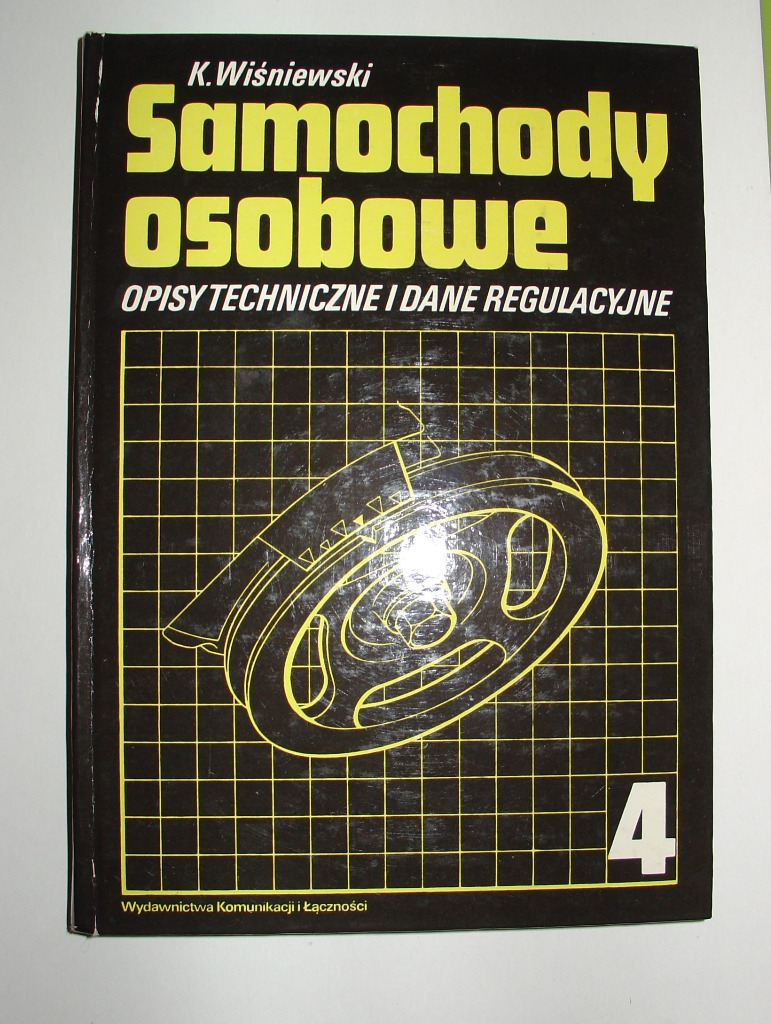 K. Wiśniewski
Samochody
osobowe
OPISY TECHNICZNE I DANE REGULACYJNE
4
Wydawnictwa Komunikacji i Łączności